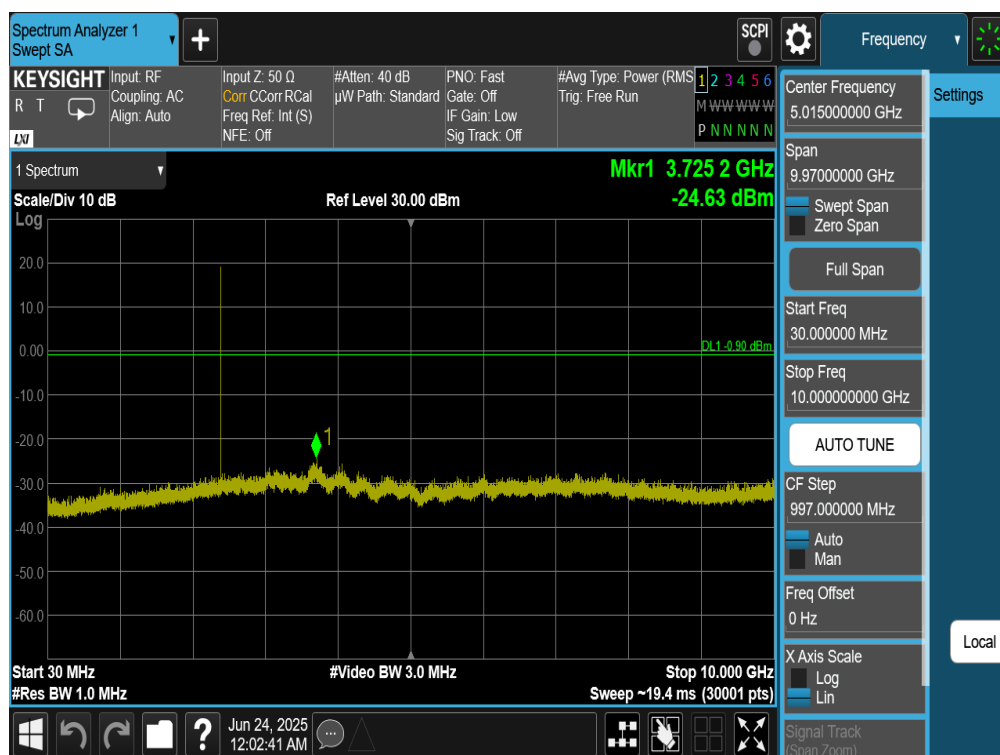 Spectrum Analyzer 1
Swept SA
+
SCPI
Frequency
KEYSIGHT
R T
LXI
Input: RF
Coupling: AC
Align: Auto
Input Z: 50 Ω
Corr CCorr RCal
Freq Ref: Int (S)
NFE: Off
#Atten: 40 dB
µW Path: Standard
PNO: Fast
Gate: Off
IF Gain: Low
Sig Track: Off
#Avg Type: Power (RMS
Trig: Free Run
1 2 3 4 5 6
M W W W W W
P N N N N N
1 Spectrum
Mkr1 3.725 2 GHz
-24.63 dBm
Scale/Div 10 dB
Ref Level 30.00 dBm
Log
20.0
10.0
0.00
-10.0
-20.0
-30.0
-40.0
-50.0
-60.0
DL1 -0.90 dBm
1
Start 30 MHz
#Video BW 3.0 MHz
Stop 10.000 GHz
#Res BW 1.0 MHz
Sweep ~19.4 ms (30001 pts)
Center Frequency
5.015000000 GHz
Settings
Span
9.97000000 GHz
Swept Span
Zero Span
Full Span
Start Freq
30.000000 MHz
Stop Freq
10.000000000 GHz
AUTO TUNE
CF Step
997.000000 MHz
Auto
Man
Freq Offset
0 Hz
Local
X Axis Scale
Log
Lin
Signal Track
(Span Zoom)
?
Jun 24, 2025
12:02:41 AM